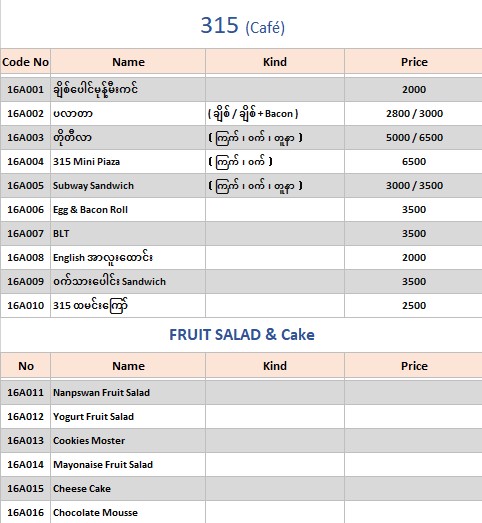 315 (Café)
Code No Name Kind Price
16A001 ချိစ်ပေါင်မုန့်မီးကင် 2000
16A002 ပလာတာ ( ချိစ် / ချိစ် + Bacon ) 2800 / 3000
16A003 တိုတီလာ ( ကြက် ၊ ဝက် ၊ တူနာ ) 5000 / 6500
16A004 315 Mini Piaza ( ကြက် ၊ ဝက် ) 6500
16A005 Subway Sandwich ( ကြက် ၊ ဝက် ၊ တူနာ ) 3000 / 3500
16A006 Egg & Bacon Roll 3500
16A007 BLT 3500
16A008 English အာလူးထောင်း 2000
16A009 ဝက်သားပေါင်း Sandwich 3500
16A010 315 ထမင်းကြော် 2500
FRUIT SALAD & Cake
No Name Kind Price
16A011 Nanpswan Fruit Salad
16A012 Yogurt Fruit Salad
16A013 Cookies Moster
16A014 Mayonaise Fruit Salad
16A015 Cheese Cake
16A016 Chocolate Mousse